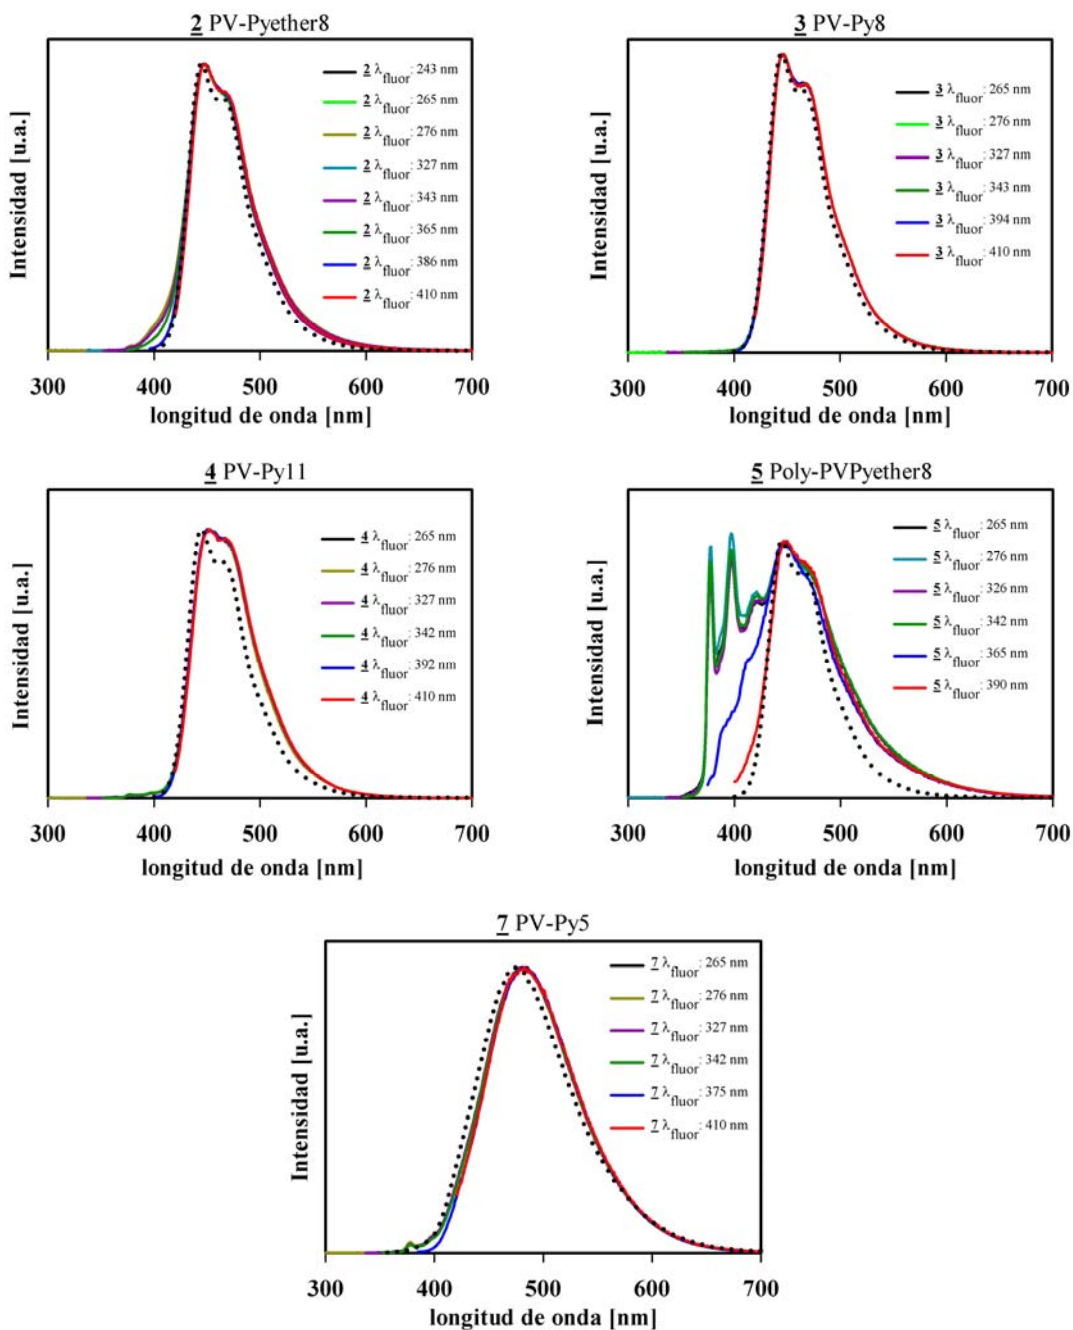 2 PV-Pyether8
Intensidad [u.a.]
2 λfluor: 243 nm
2 λfluor: 265 nm
2 λfluor: 276 nm
2 λfluor: 327 nm
2 λfluor: 343 nm
2 λfluor: 365 nm
2 λfluor: 386 nm
2 λfluor: 410 nm
300 400 500 600 700
longitud de onda [nm]
3 PV-Py8
Intensidad [u.a.]
3 λfluor: 265 nm
3 λfluor: 276 nm
3 λfluor: 327 nm
3 λfluor: 343 nm
3 λfluor: 394 nm
3 λfluor: 410 nm
300 400 500 600 700
longitud de onda [nm]
4 PV-Py11
Intensidad [u.a.]
4 λfluor: 265 nm
4 λfluor: 276 nm
4 λfluor: 327 nm
4 λfluor: 342 nm
4 λfluor: 392 nm
4 λfluor: 410 nm
300 400 500 600 700
longitud de onda [nm]
5 Poly-PVPyether8
Intensidad [u.a.]
5 λfluor: 265 nm
5 λfluor: 276 nm
5 λfluor: 326 nm
5 λfluor: 342 nm
5 λfluor: 365 nm
5 λfluor: 390 nm
300 400 500 600 700
longitud de onda [nm]
7 PV-Py5
Intensidad [u.a.]
7 λfluor: 265 nm
7 λfluor: 276 nm
7 λfluor: 327 nm
7 λfluor: 342 nm
7 λfluor: 375 nm
7 λfluor: 410 nm
300 400 500 600 700
longitud de onda [nm]